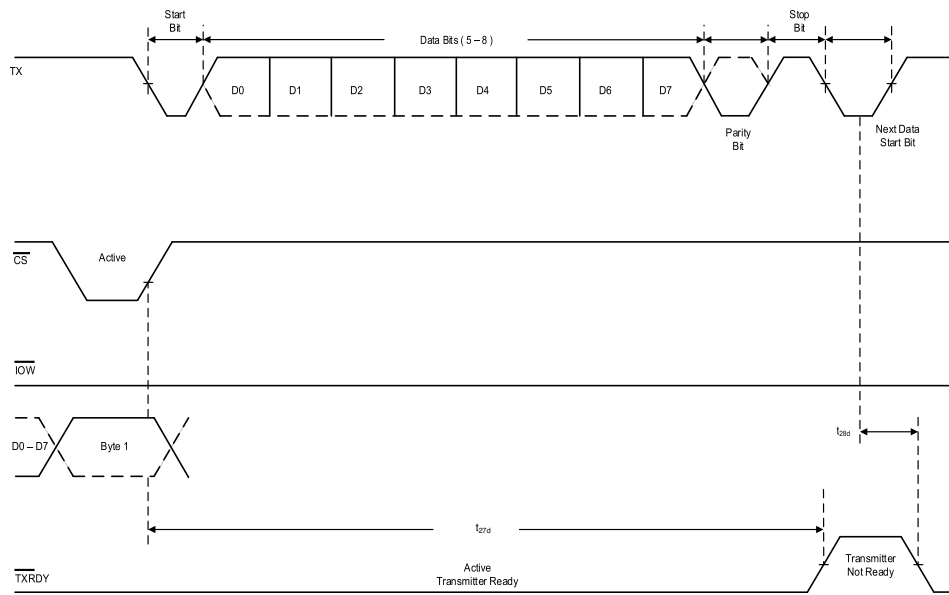 Start
Bit
Data Bits ( 5 – 8 )
Stop
Bit
TX
D0 D1 D2 D3 D4 D5 D6 D7
Parity
Bit
Next Data
Start Bit
CS
Active
IOW
D0 – D7
Byte 1
t28d
t27d
TXRDY
Active
Transmitter Ready
Transmitter
Not Ready